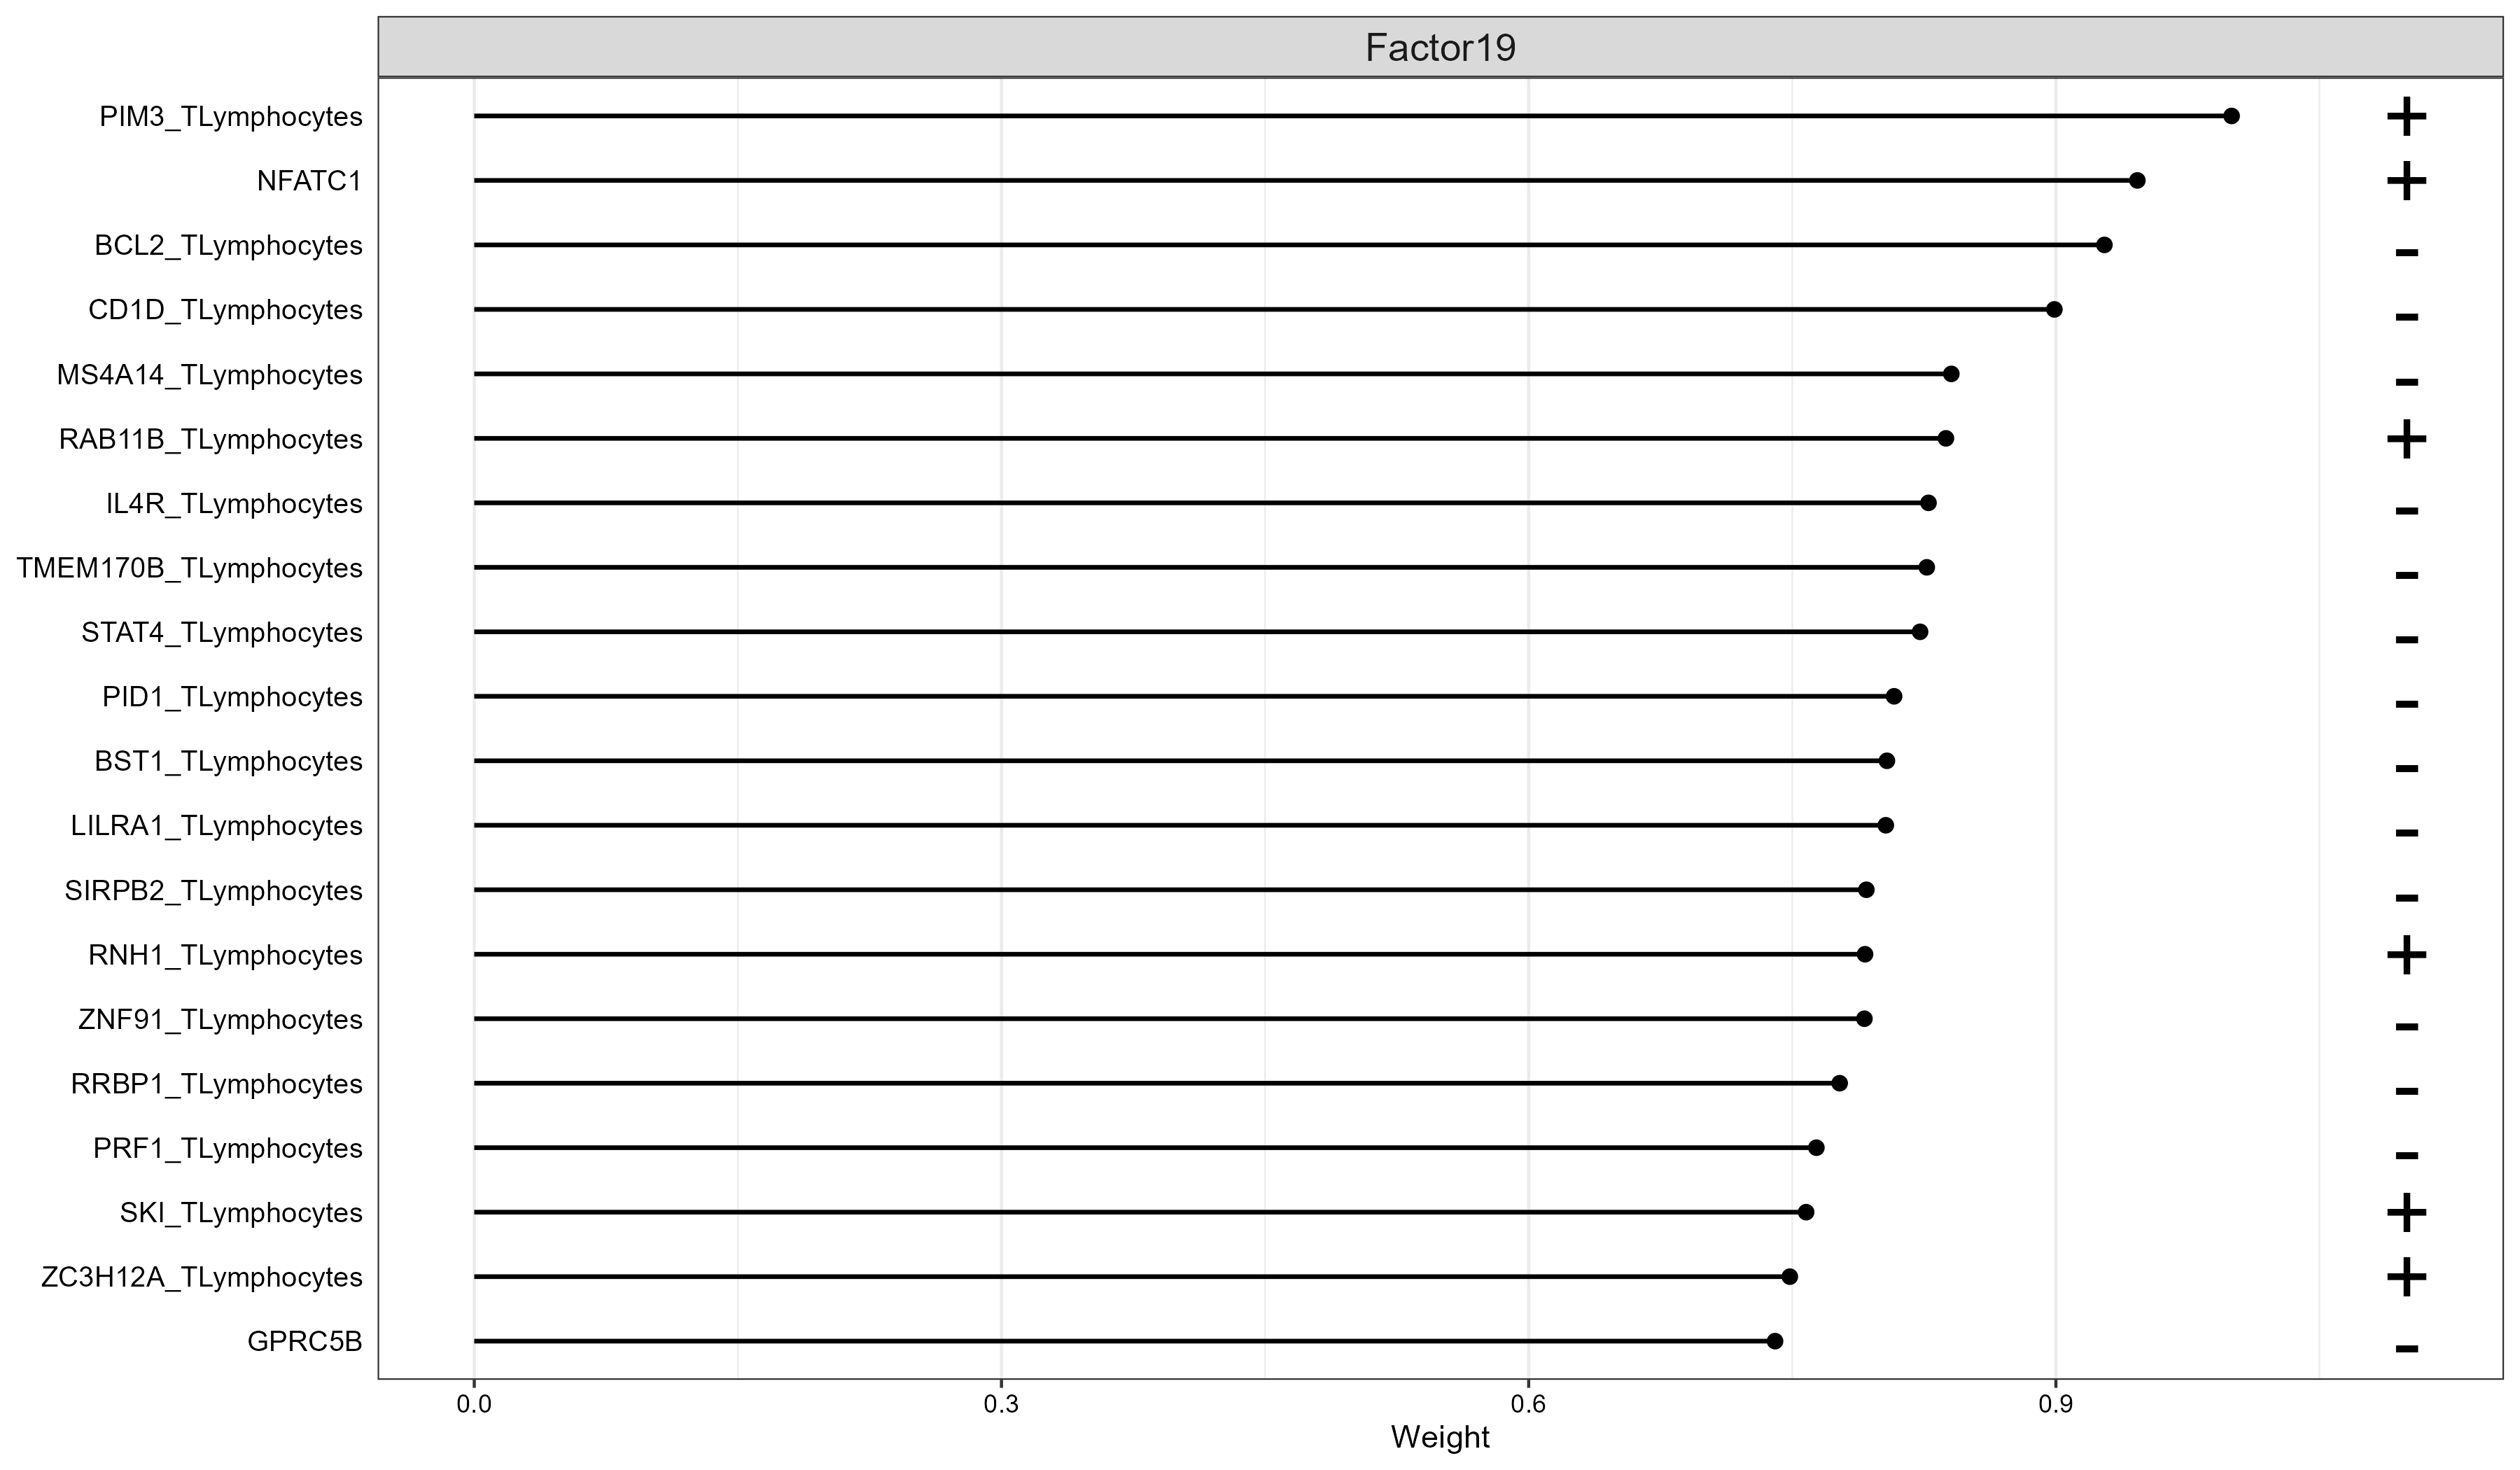 Factor19
PIM3_TLymphocytes +
NFATC1 +
BCL2_TLymphocytes -
CD1D_TLymphocytes -
MS4A14_TLymphocytes -
RAB11B_TLymphocytes +
IL4R_TLymphocytes -
TMEM170B_TLymphocytes -
STAT4_TLymphocytes -
PID1_TLymphocytes -
BST1_TLymphocytes -
LILRA1_TLymphocytes -
SIRPB2_TLymphocytes -
RNH1_TLymphocytes +
ZNF91_TLymphocytes -
RRBP1_TLymphocytes -
PRF1_TLymphocytes -
SKI_TLymphocytes +
ZC3H12A_TLymphocytes +
GPRC5B -
0.0 0.3 0.6 0.9
Weight